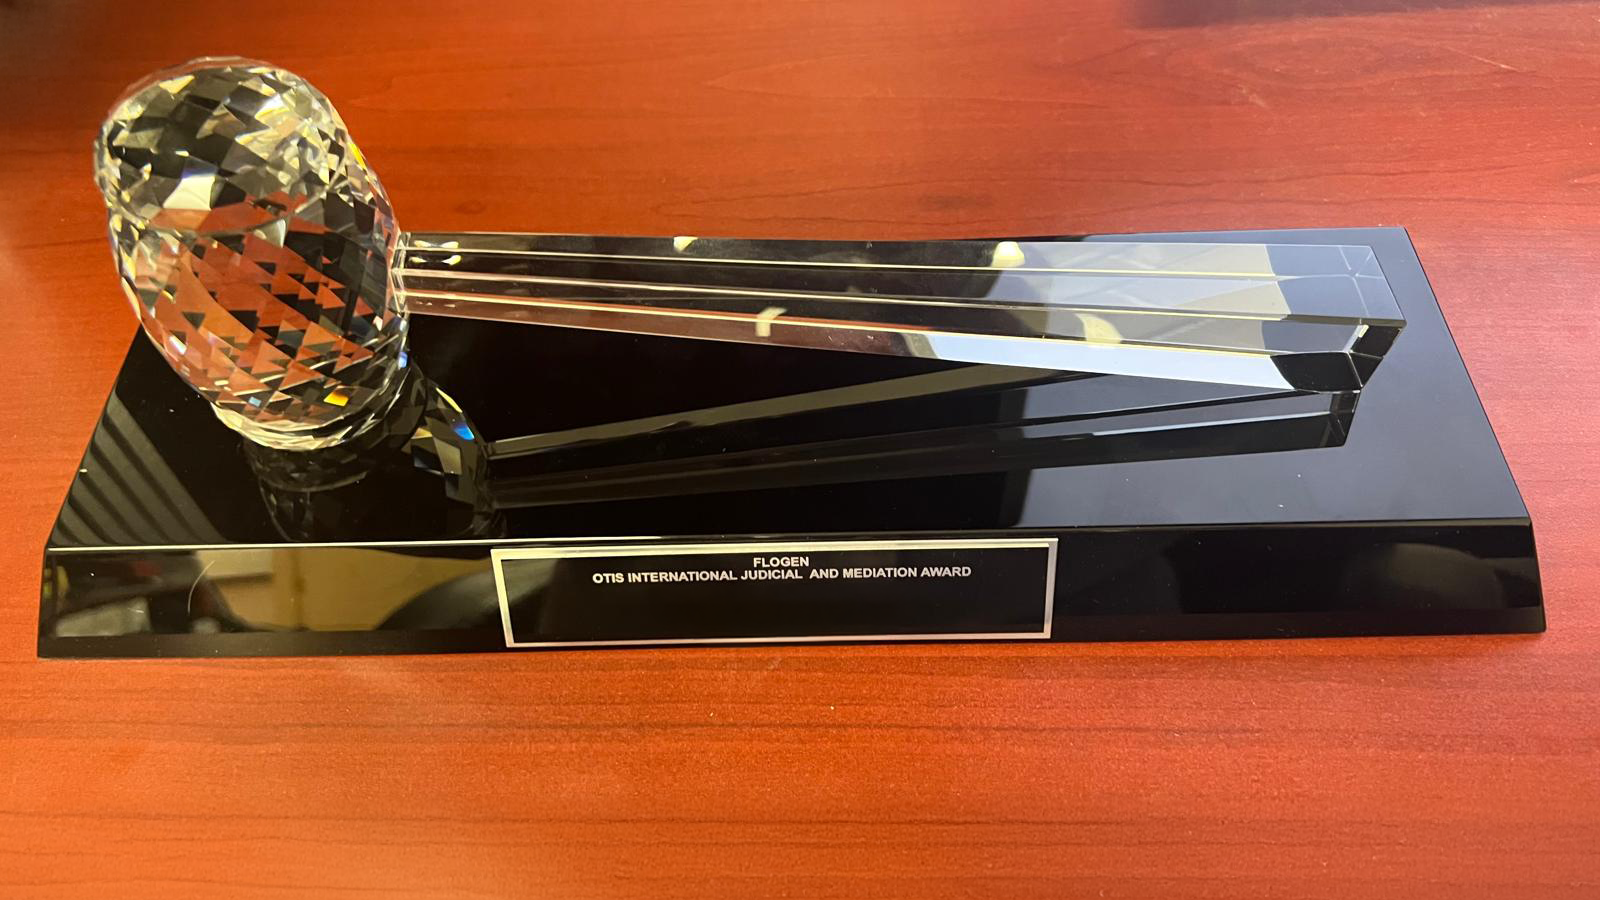 FLOGEN
OTIS INTERNATIONAL JUDICIAL AND MEDIATION AWARD